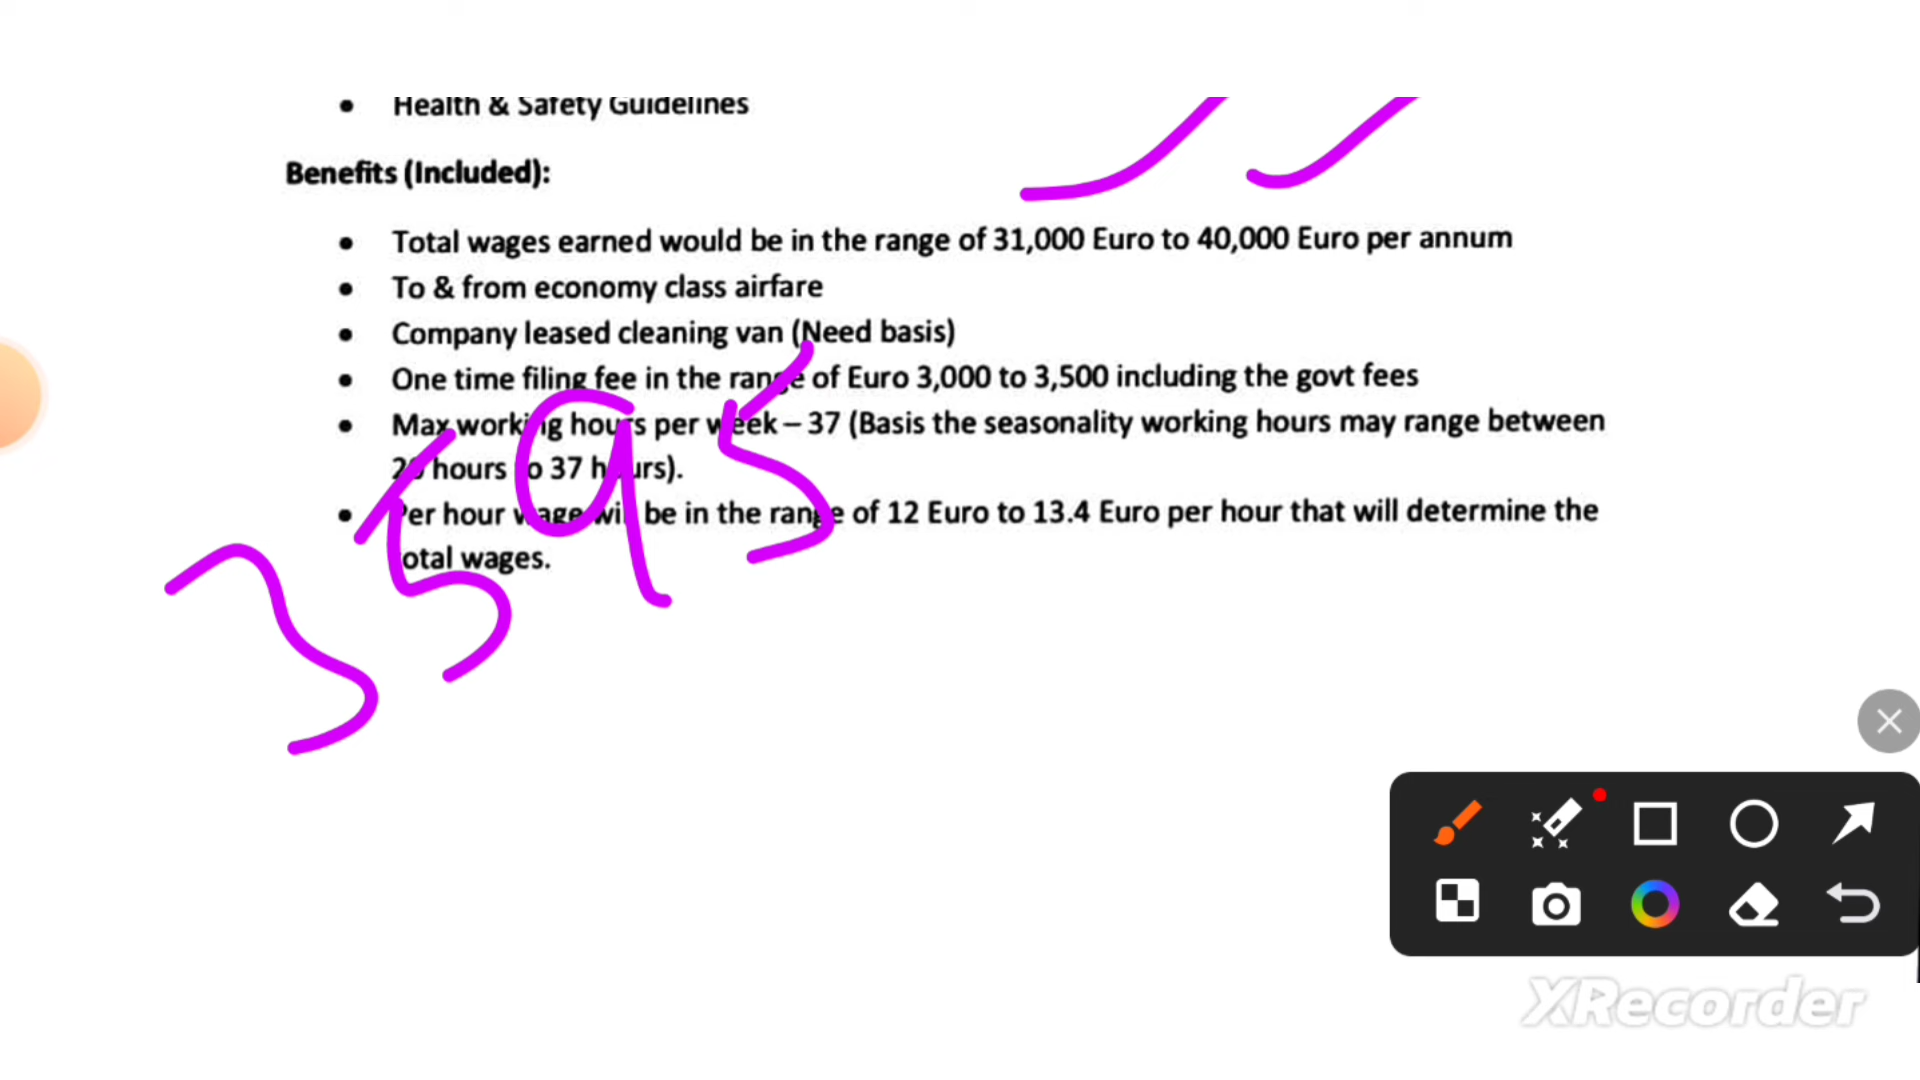 Health & Safety Guidelines
Benefits (Included):
Total wages earned would be in the range of 31,000 Euro to 40,000 Euro per annum
To & from economy class airfare
Company leased cleaning van (Need basis)
One time filing fee in the range of Euro 3,000 to 3,500 including the govt fees
Max working hours per week – 37 (Basis the seasonality working hours may range between
hours to 37 hours).
Per hour wage will be in the range of 12 Euro to 13.4 Euro per hour that will determine the
total wages.
3595
XRecorder